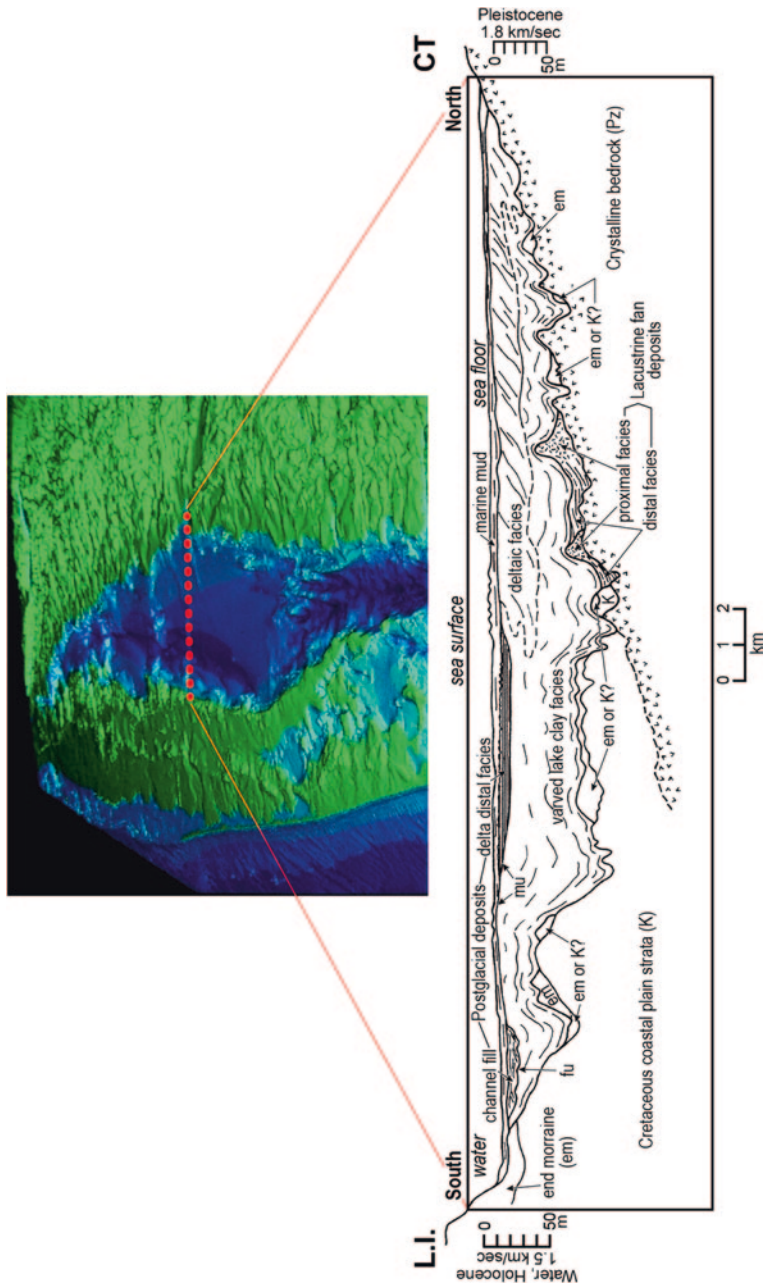 L.I.
CT
South
North
Water, Holocene
1.5 km/sec
0
50
m
Pleistocene
1.8 km/sec
0
50
m
water
sea surface
sea floor
channel fill
Postglacial deposits
delta distal facies
marine mud
deltaic facies
mu
fu
end morraine
(em)
em
em or K?
em or K?
varved lake clay facies
em or K?
K
proximal facies
distal facies
Lacustrine fan
deposits
em or K?
em
Crystalline bedrock (Pz)
Cretaceous coastal plain strata (K)
0 1 2
km